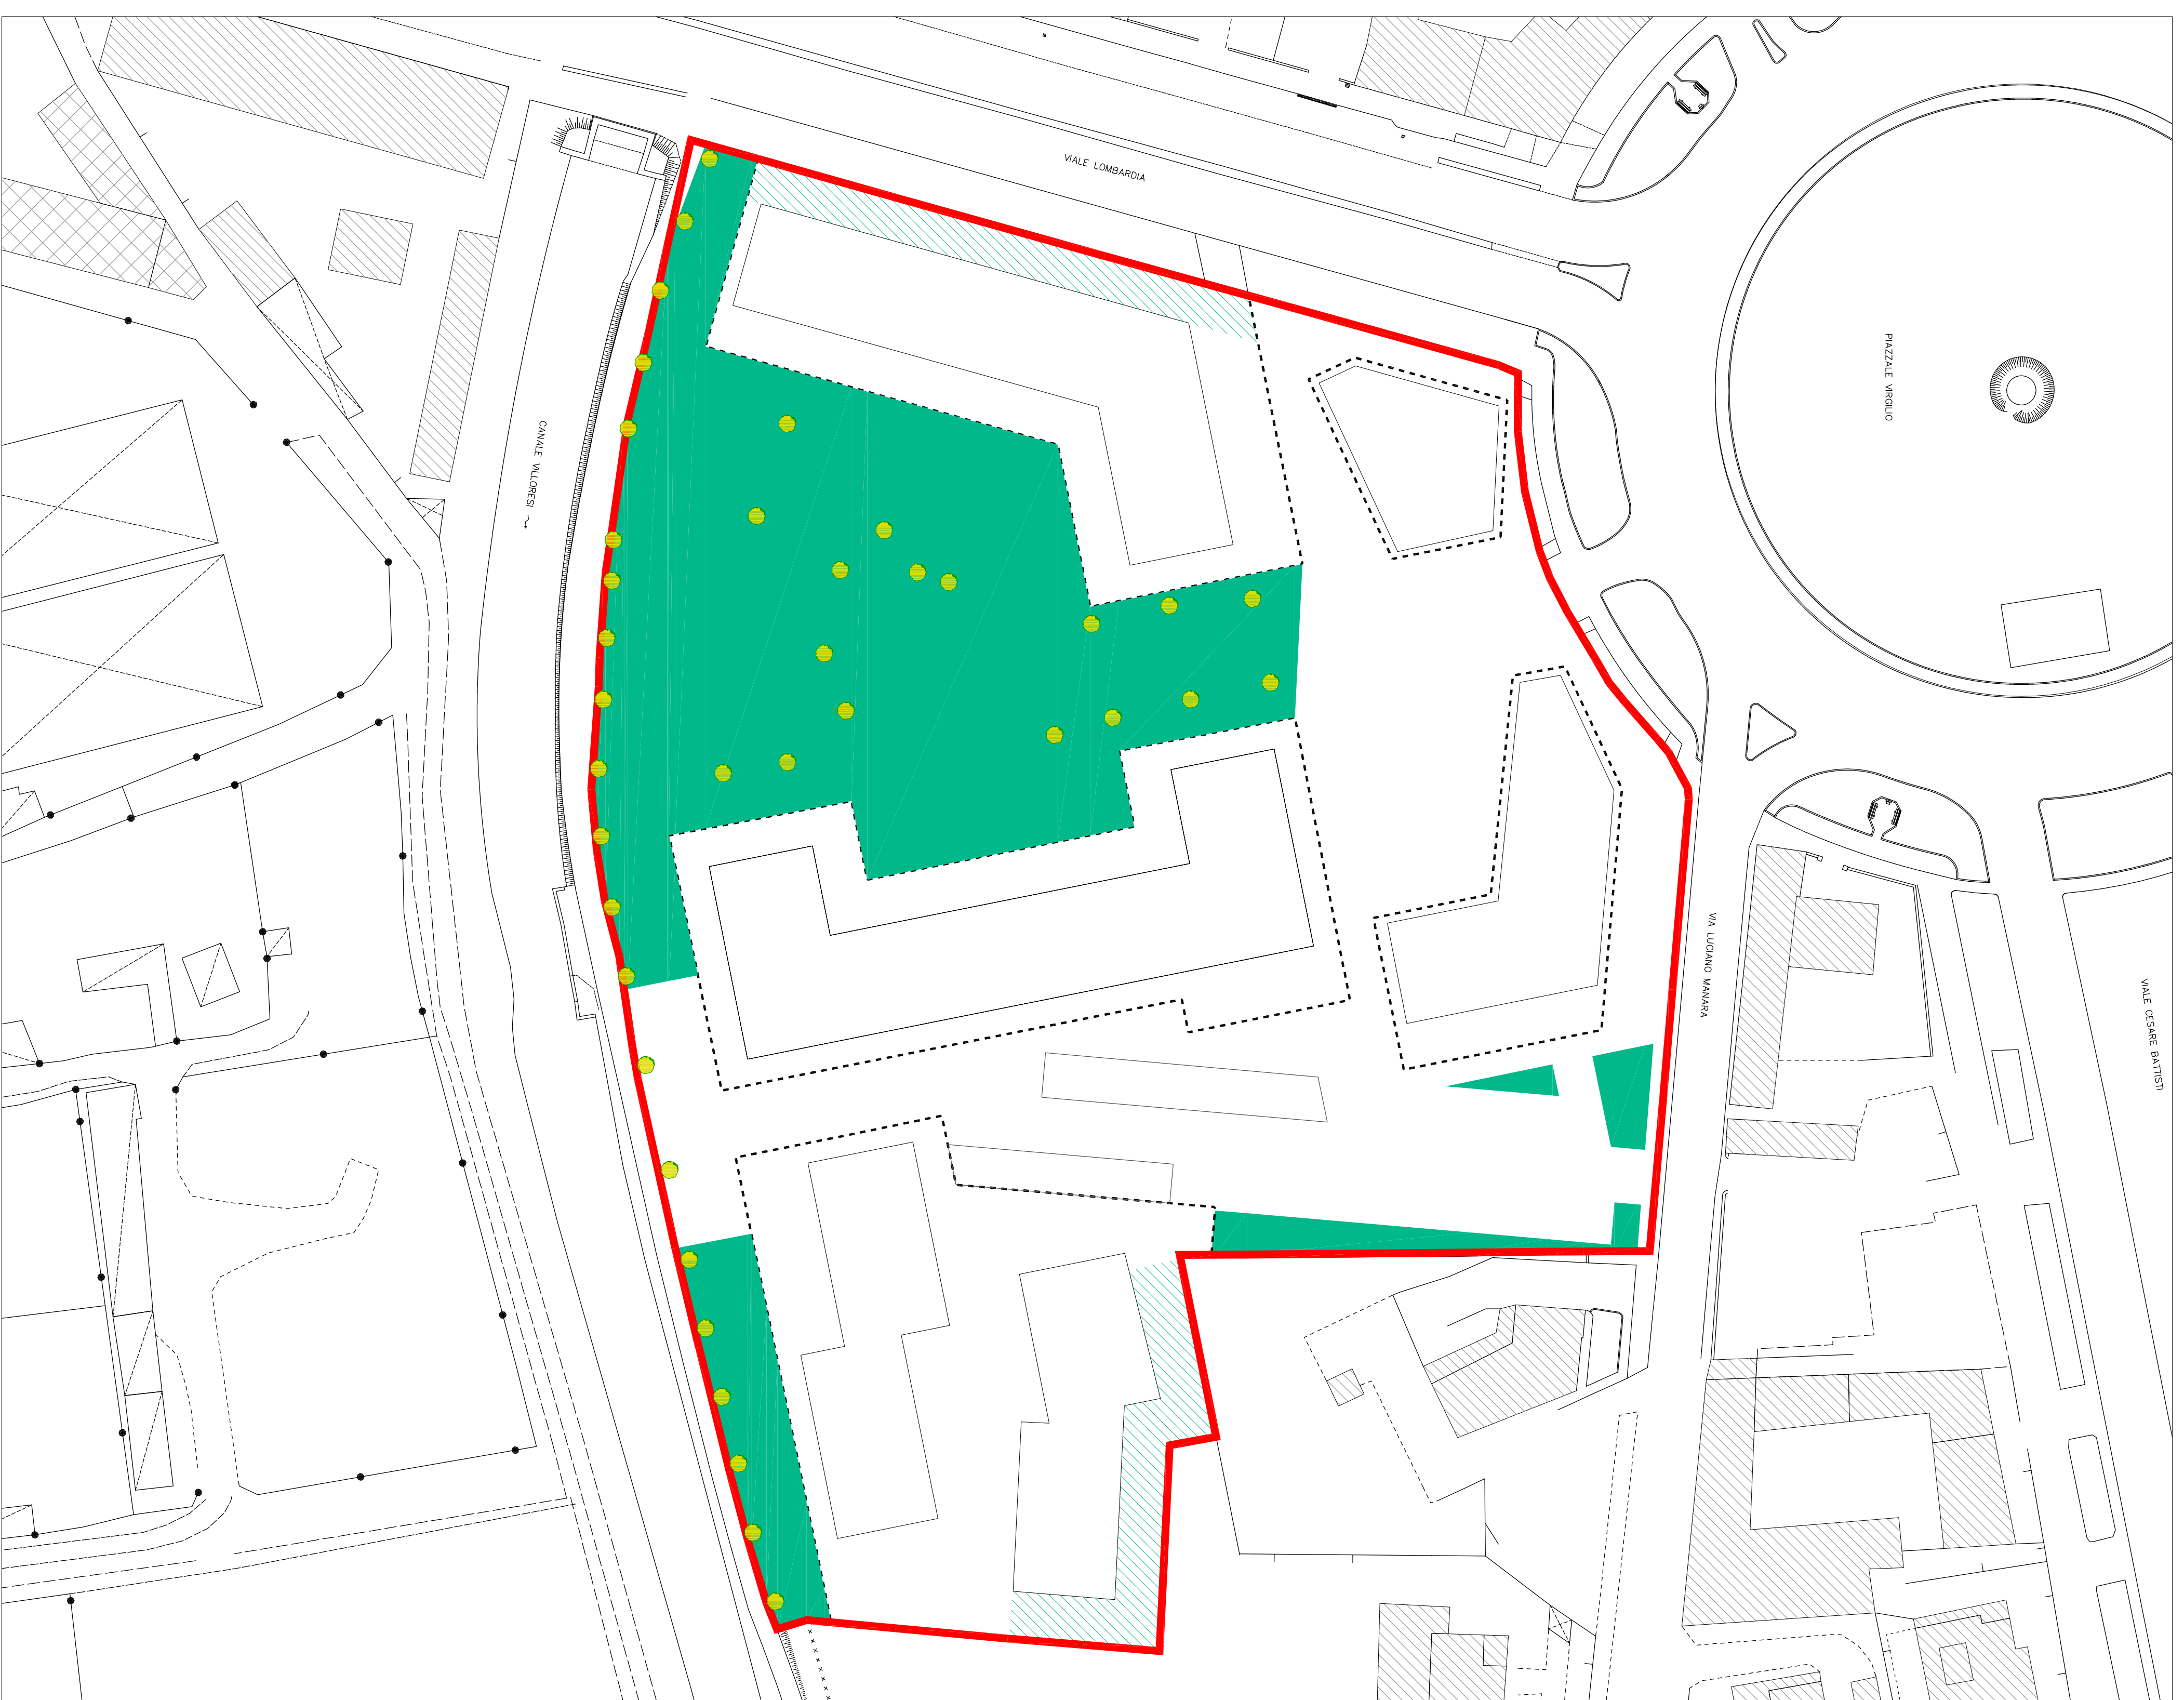 VIALE LOMBARDIA
PIAZZALE VIRGILIO
CANALE VILLORESI
VIA LUCIANO MANARA
VIALE CESARE BATTISTI